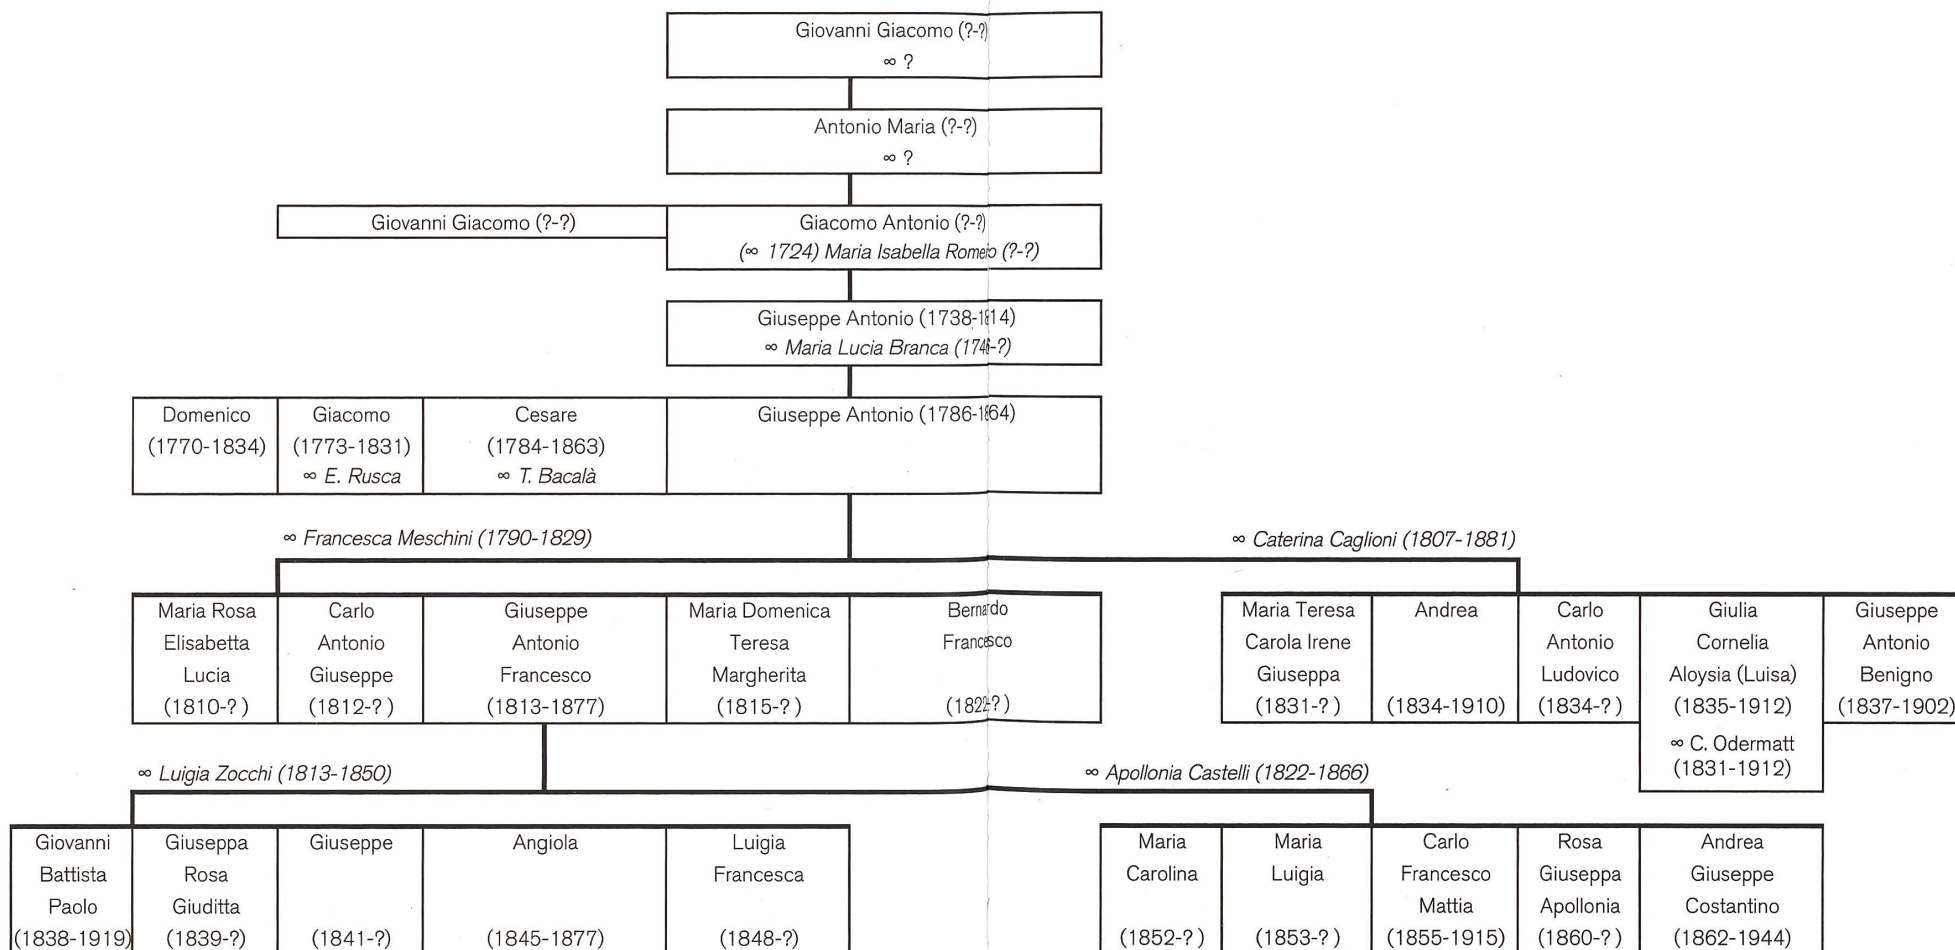 Giovanni Giacomo (?-?)
∞ ?
Antonio Maria (?-?)
∞ ?
Giovanni Giacomo (?-?)
Giacomo Antonio (?-?)
(∞ 1724) Maria Isabella Romeio (?-?)
Giuseppe Antonio (1738-1814)
∞ Maria Lucia Branca (1746-?)
Domenico
(1770-1834)
Giacomo
(1773-1831)
∞ E. Rusca
Cesare
(1784-1863)
∞ T. Bacalà
Giuseppe Antonio (1786-1864)
∞ Francesca Meschini (1790-1829)
∞ Caterina Caglioni (1807-1881)
Maria Rosa
Elisabetta
Lucia
(1810-?)
Carlo
Antonio
Giuseppe
(1812-?)
Giuseppe
Antonio
Francesco
(1813-1877)
Maria Domenica
Teresa
Margherita
(1815-?)
Bernardo
Francesco
(1822-?)
Maria Teresa
Carola Irene
Giuseppa
(1831-?)
Andrea
(1834-1910)
Carlo
Antonio
Ludovico
(1834-?)
Giulia
Cornelia
Aloysia (Luisa)
(1835-1912)
∞ C. Odermatt
(1831-1912)
Giuseppe
Antonio
Benigno
(1837-1902)
∞ Luigia Zocchi (1813-1850)
∞ Apollonia Castelli (1822-1866)
Giovanni
Battista
Paolo
(1838-1919)
Giuseppa
Rosa
Giuditta
(1839-?)
Giuseppe
(1841-?)
Angiola
(1845-1877)
Luigia
Francesca
(1848-?)
Maria
Carolina
(1852-?)
Maria
Luigia
(1853-?)
Carlo
Francesco
Mattia
(1855-1915)
Rosa
Giuseppa
Apollonia
(1860-?)
Andrea
Giuseppe
Costantino
(1862-1944)